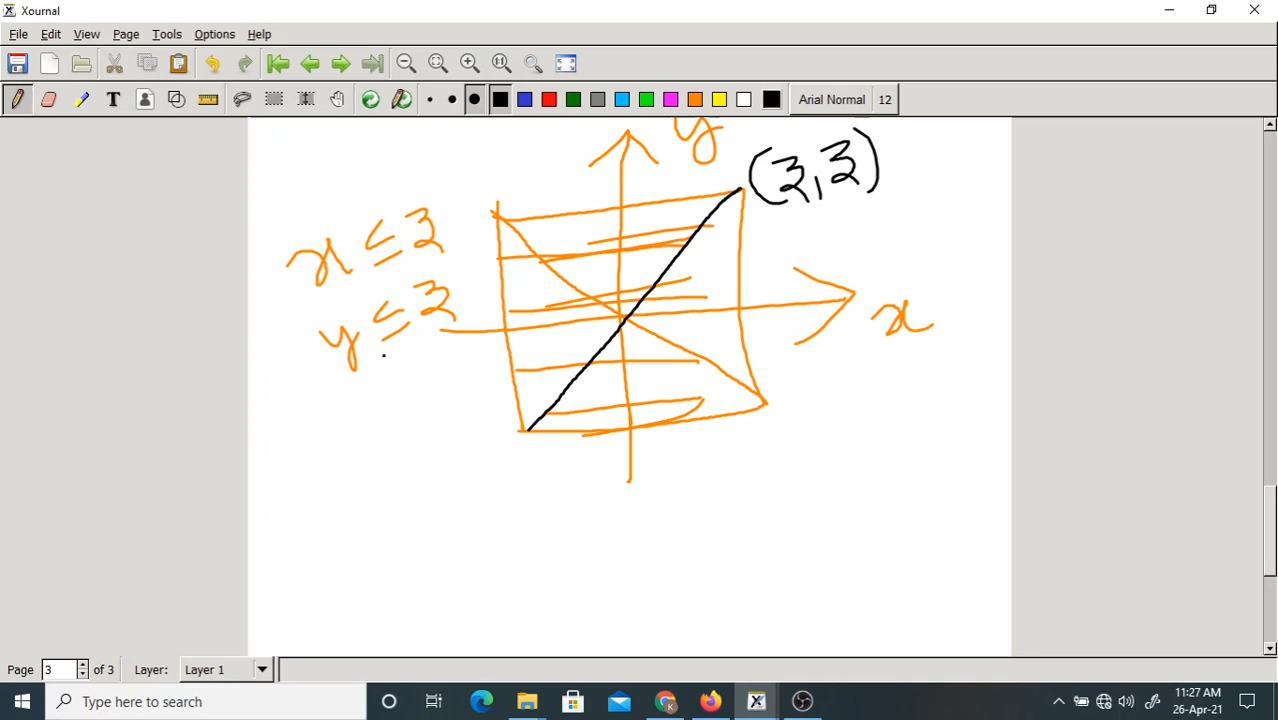 Xournal
File Edit View Page Tools Options Help
Arial Normal 12
y
(3,3)
x ≤ 3
y ≤ 3
x
Page 3 of 3 Layer: Layer 1
Type here to search
11:27 AM
26-Apr-21